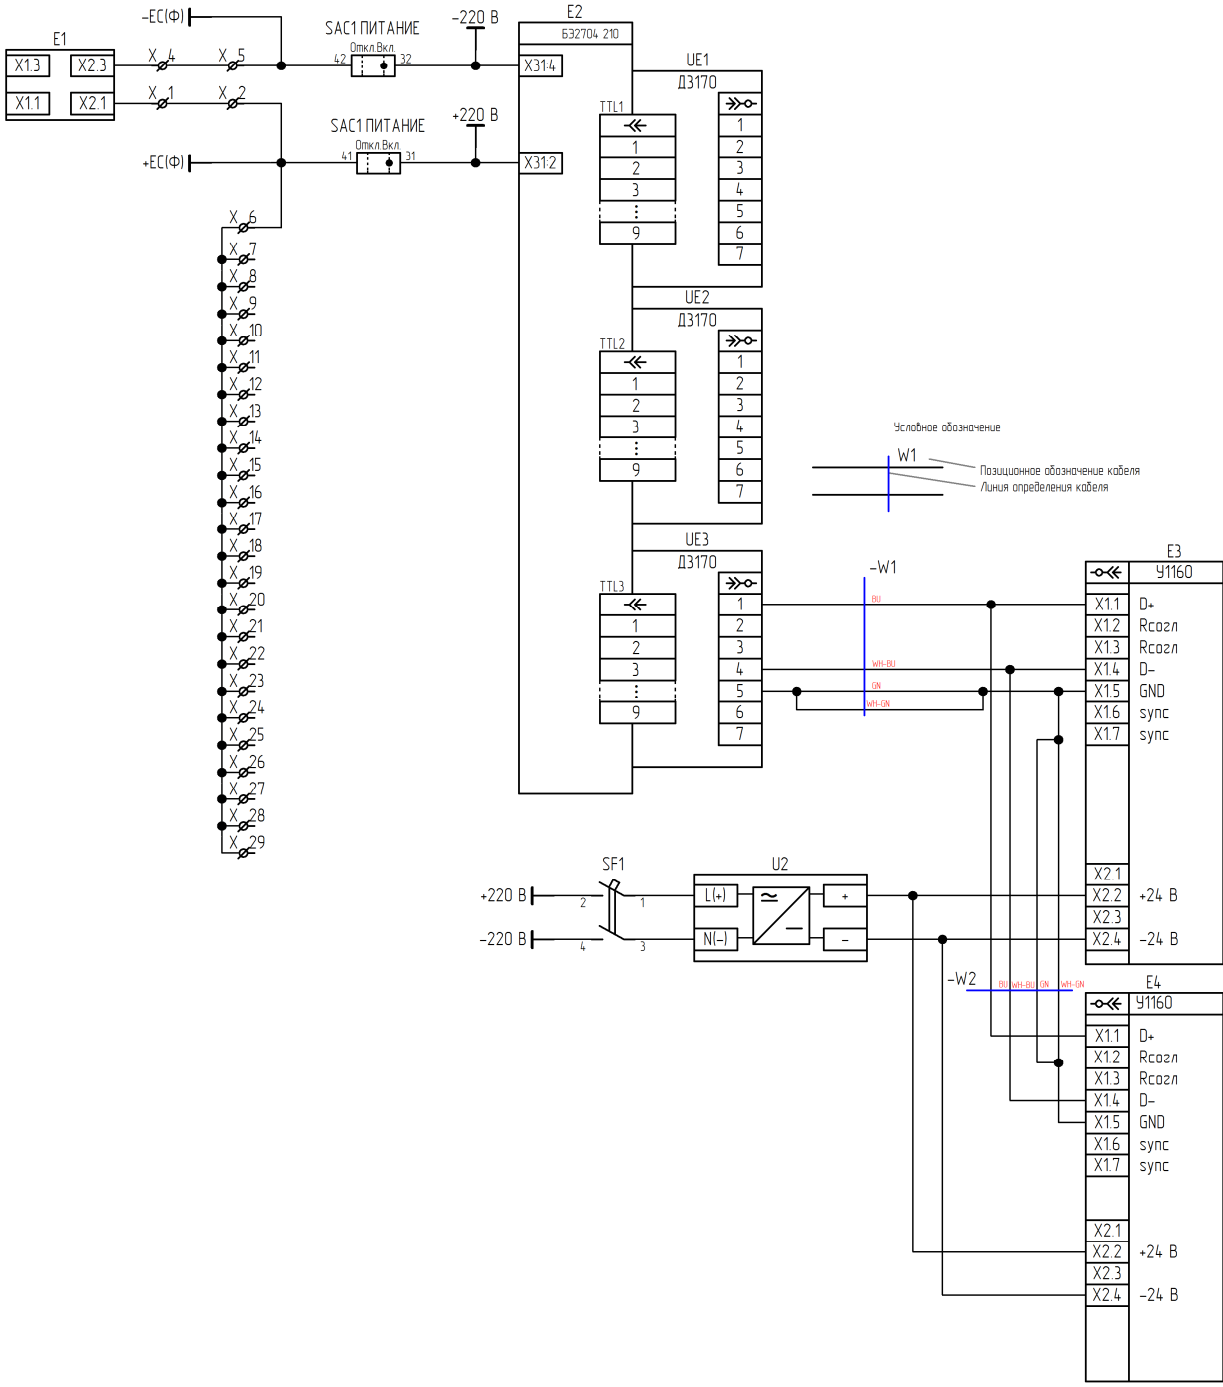 -ЕС(Ф)
E1
X1.3
X2.3
X1.1
X2.1
X 4
X 5
X 1
X 2
SAC1 ПИТАНИЕ
Откл.Вкл.
42
32
-220 В
SAC1 ПИТАНИЕ
Откл.Вкл.
41
31
+220 В
+ЕС(Ф)
X 6
X 7
X 8
X 9
X 10
X 11
X 12
X 13
X 14
X 15
X 16
X 17
X 18
X 19
X 20
X 21
X 22
X 23
X 24
X 25
X 26
X 27
X 28
X 29
E2
БЭ2704 210
X31:4
X31:2
UE1
Д3170
TTL1
1
2
3
9
1
2
3
4
5
6
7
UE2
Д3170
TTL2
1
2
3
9
1
2
3
4
5
6
7
UE3
Д3170
TTL3
1
2
3
9
1
2
3
4
5
6
7
Условное обозначение
W1
Позиционное обозначение кабеля
Линия определения кабеля
-W1
BU
WH-BU
GN
WH-GN
E3
У1160
X1.1 D+
X1.2 Rсогл
X1.3 Rсогл
X1.4 D-
X1.5 GND
X1.6 sync
X1.7 sync
X2.1
X2.2 +24 В
X2.3
X2.4 -24 В
SF1
+220 В
2
1
-220 В
4
3
U2
L(+)
N(-)
+
-
-W2
BU
WH-BU
GN
WH-GN
E4
У1160
X1.1 D+
X1.2 Rсогл
X1.3 Rсогл
X1.4 D-
X1.5 GND
X1.6 sync
X1.7 sync
X2.1
X2.2 +24 В
X2.3
X2.4 -24 В